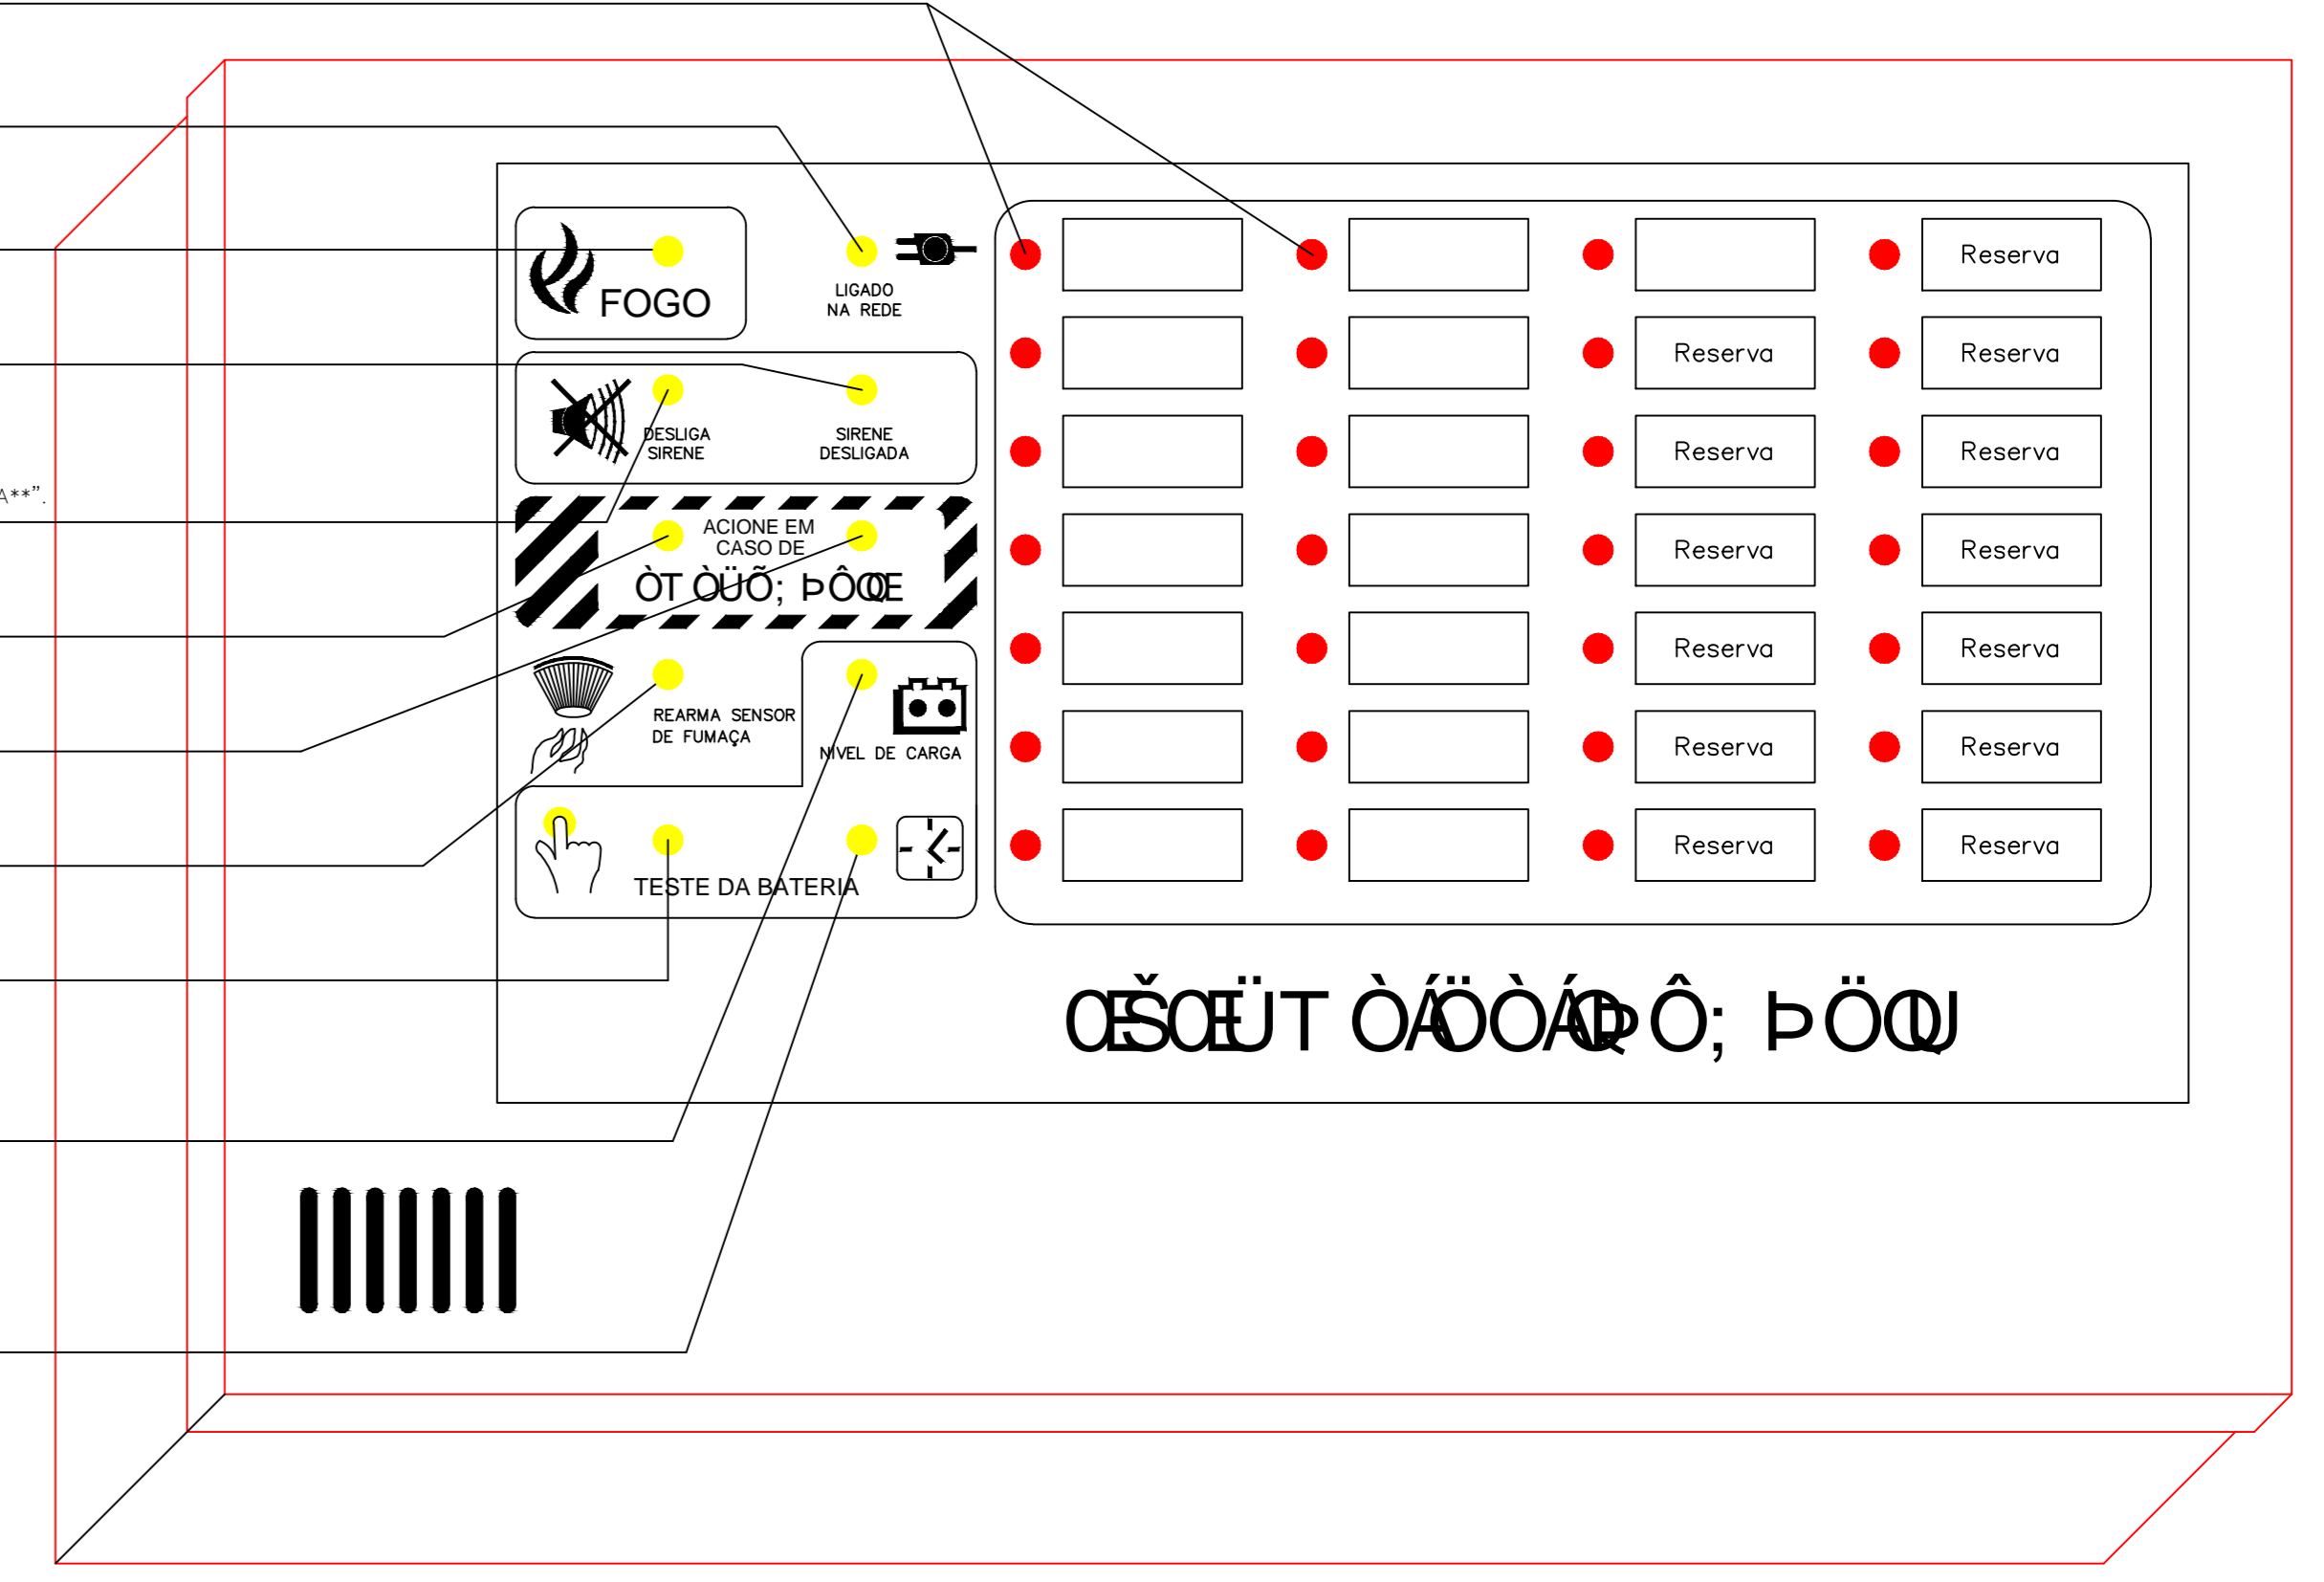 FOGO
LIGADO
NA REDE
DESLIGA
SIRENE
SIRENE
DESLIGADA
A**”.
ACIONE EM
CASO DE
REARMA SENSOR
DE FUMAÇA
NIVEL DE CARGA
TESTE DA BATERIA
Reserva
Reserva
Reserva
Reserva
Reserva
Reserva
Reserva
Reserva
Reserva
Reserva
Reserva
Reserva
Reserva